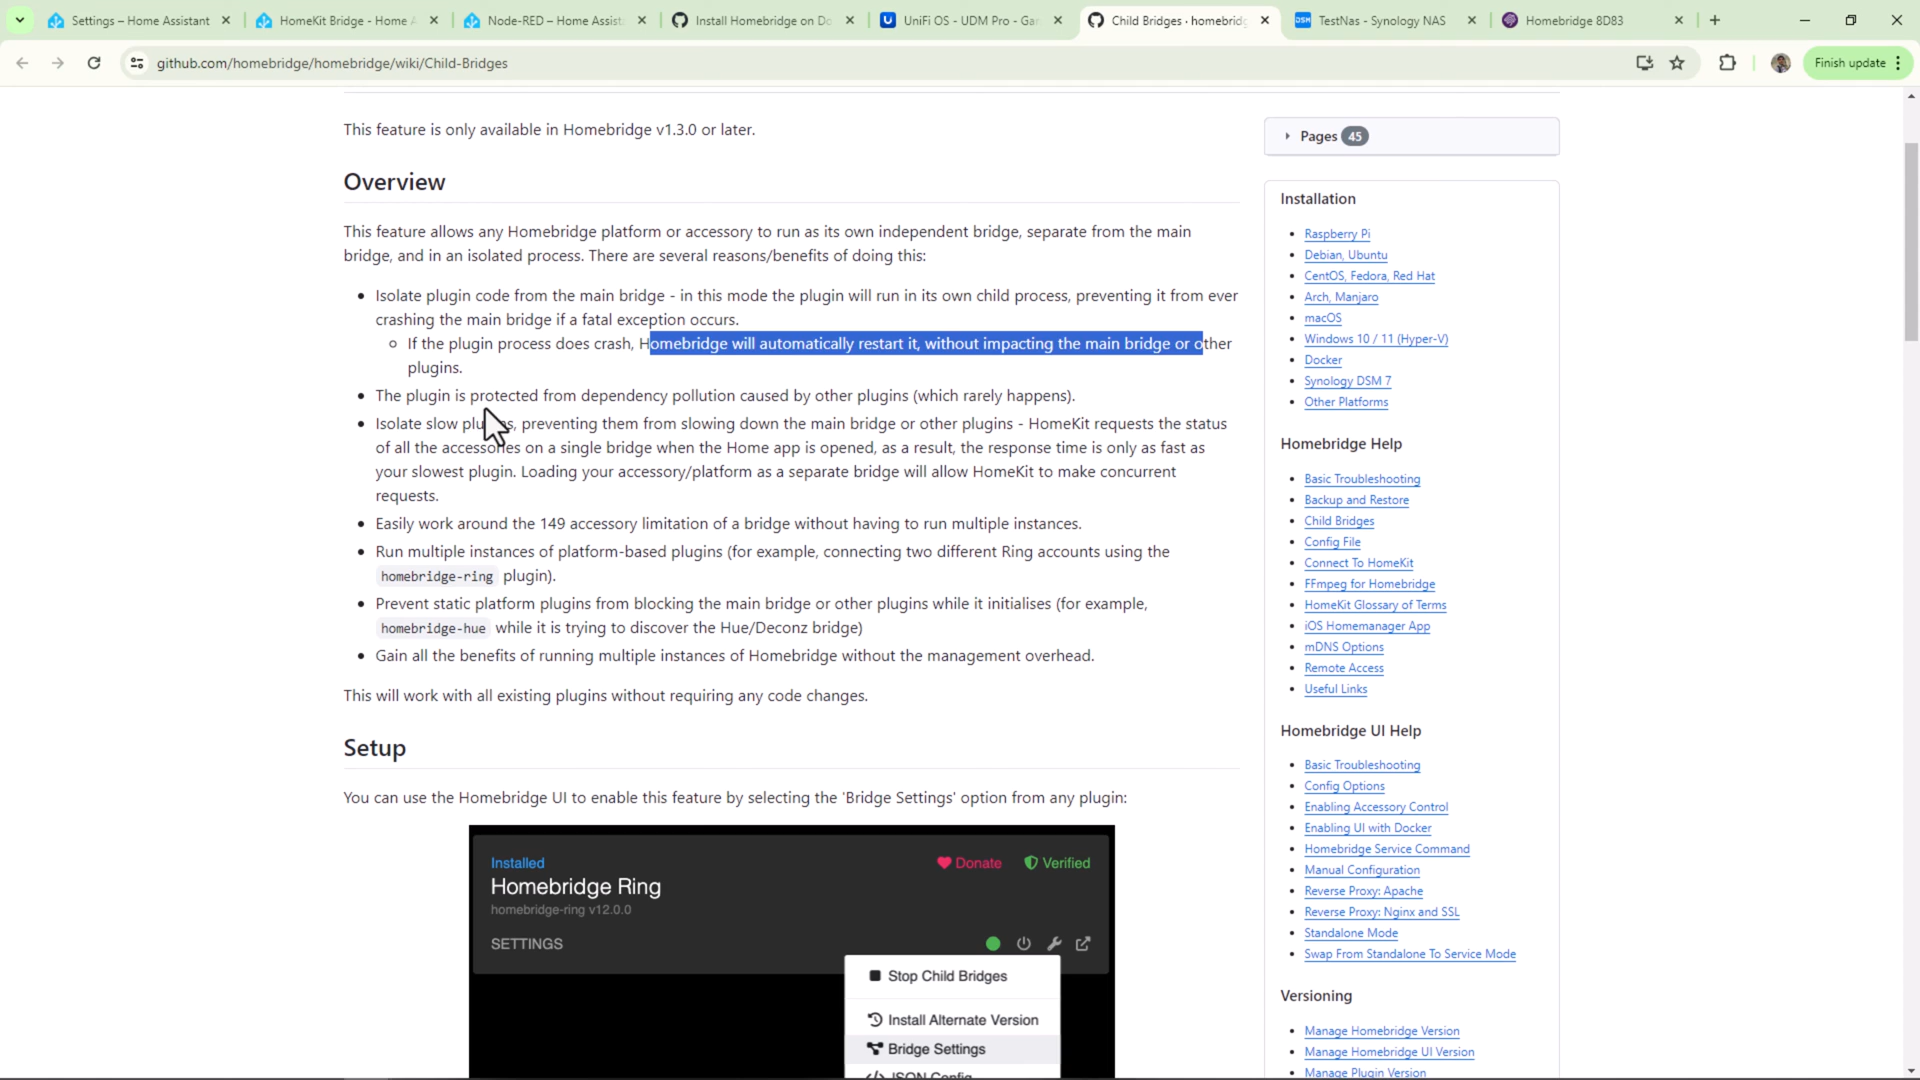 Settings – Home Assistant
HomeKit Bridge - Home A
Node-RED – Home Assist
Install Homebridge on Do
UniFi OS - UDM Pro - Gar
Child Bridges · homebridg
TestNas - Synology NAS
Homebridge 8D83
github.com/homebridge/homebridge/wiki/Child-Bridges
Finish update
This feature is only available in Homebridge v1.3.0 or later.
Overview
This feature allows any Homebridge platform or accessory to run as its own independent bridge, separate from the main
bridge, and in an isolated process. There are several reasons/benefits of doing this:
Isolate plugin code from the main bridge - in this mode the plugin will run in its own child process, preventing it from ever
crashing the main bridge if a fatal exception occurs.
If the plugin process does crash, Homebridge will automatically restart it, without impacting the main bridge or other
plugins.
The plugin is protected from dependency pollution caused by other plugins (which rarely happens).
Isolate slow plugins, preventing them from slowing down the main bridge or other plugins - HomeKit requests the status
of all the accessories on a single bridge when the Home app is opened, as a result, the response time is only as fast as
your slowest plugin. Loading your accessory/platform as a separate bridge will allow HomeKit to make concurrent
requests.
Easily work around the 149 accessory limitation of a bridge without having to run multiple instances.
Run multiple instances of platform-based plugins (for example, connecting two different Ring accounts using the
homebridge-ring plugin).
Prevent static platform plugins from blocking the main bridge or other plugins while it initialises (for example,
homebridge-hue while it is trying to discover the Hue/Deconz bridge)
Gain all the benefits of running multiple instances of Homebridge without the management overhead.
This will work with all existing plugins without requiring any code changes.
Setup
You can use the Homebridge UI to enable this feature by selecting the 'Bridge Settings' option from any plugin:
Installed
Donate
Verified
Homebridge Ring
homebridge-ring v12.0.0
SETTINGS
Stop Child Bridges
Install Alternate Version
Bridge Settings
JSON Config
Pages 45
Installation
Raspberry Pi
Debian, Ubuntu
CentOS, Fedora, Red Hat
Arch, Manjaro
macOS
Windows 10 / 11 (Hyper-V)
Docker
Synology DSM 7
Other Platforms
Homebridge Help
Basic Troubleshooting
Backup and Restore
Child Bridges
Config File
Connect To HomeKit
FFmpeg for Homebridge
HomeKit Glossary of Terms
iOS Homemanager App
mDNS Options
Remote Access
Useful Links
Homebridge UI Help
Basic Troubleshooting
Config Options
Enabling Accessory Control
Enabling UI with Docker
Homebridge Service Command
Manual Configuration
Reverse Proxy: Apache
Reverse Proxy: Nginx and SSL
Standalone Mode
Swap From Standalone To Service Mode
Versioning
Manage Homebridge Version
Manage Homebridge UI Version
Manage Plugin Version